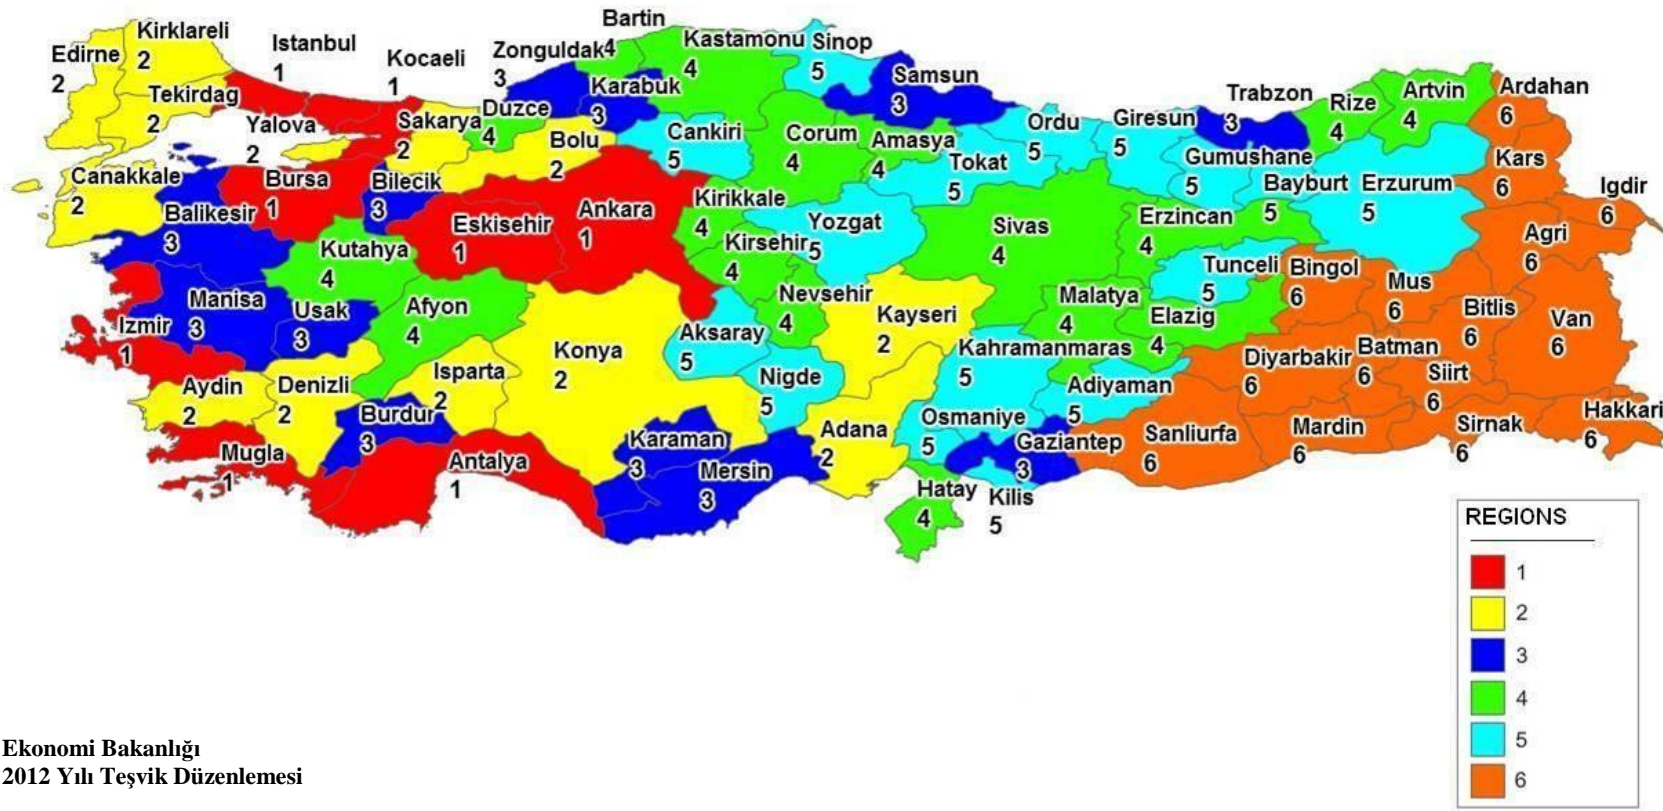 Bartin
Kirklareli
2
Istanbul
1
Kocaeli
1
Zonguldak 4
3
Kastamonu
4
Sinop
5
Edirne
2
Karabuk
3
Samsun
3
Tekirdag
2
Yalova
2
Sakarya
2
Duzce
4
Bolu
2
Cankiri
5
Corum
4
Amasya
4
Tokat
5
Ordu
5
Giresun
5
Trabzon
3
Rize
4
Artvin
4
Ardahan
6
Canakkale
2
Balikesir
3
Bursa
1
Bilecik
3
Eskisehir
1
Ankara
1
Kirikkale
4
Kirsehir
4
Yozgat
5
Sivas
4
Gumushane
5
Bayburt
5
Erzincan
4
Erzurum
5
Kars
6
Igdir
6
Agri
6
Kutahya
4
Manisa
3
Usak
3
Afyon
4
Izmir
1
Konya
2
Aksaray
5
Nevsehir
4
Kayseri
2
Malatya
4
Elazig
4
Tunceli
5
Bingol
6
Mus
6
Bitlis
6
Van
6
Aydin
2
Denizli
2
Isparta
2
Burdur
3
Nigde
5
Kahramanmaras
5
Adiyaman
5
Diyarbakir
6
Batman
6
Siirt
6
Mugla
1
Antalya
1
Karaman
3
Mersin
3
Adana
2
Osmaniye
5
Gaziantep
3
Sanliurfa
6
Mardin
6
Sirnak
6
Hakkari
6
Hatay
4
Kilis
5
REGIONS
1
2
3
4
5
6
Ekonomi Bakanlığı
2012 Yılı Teşvik Düzenlemesi